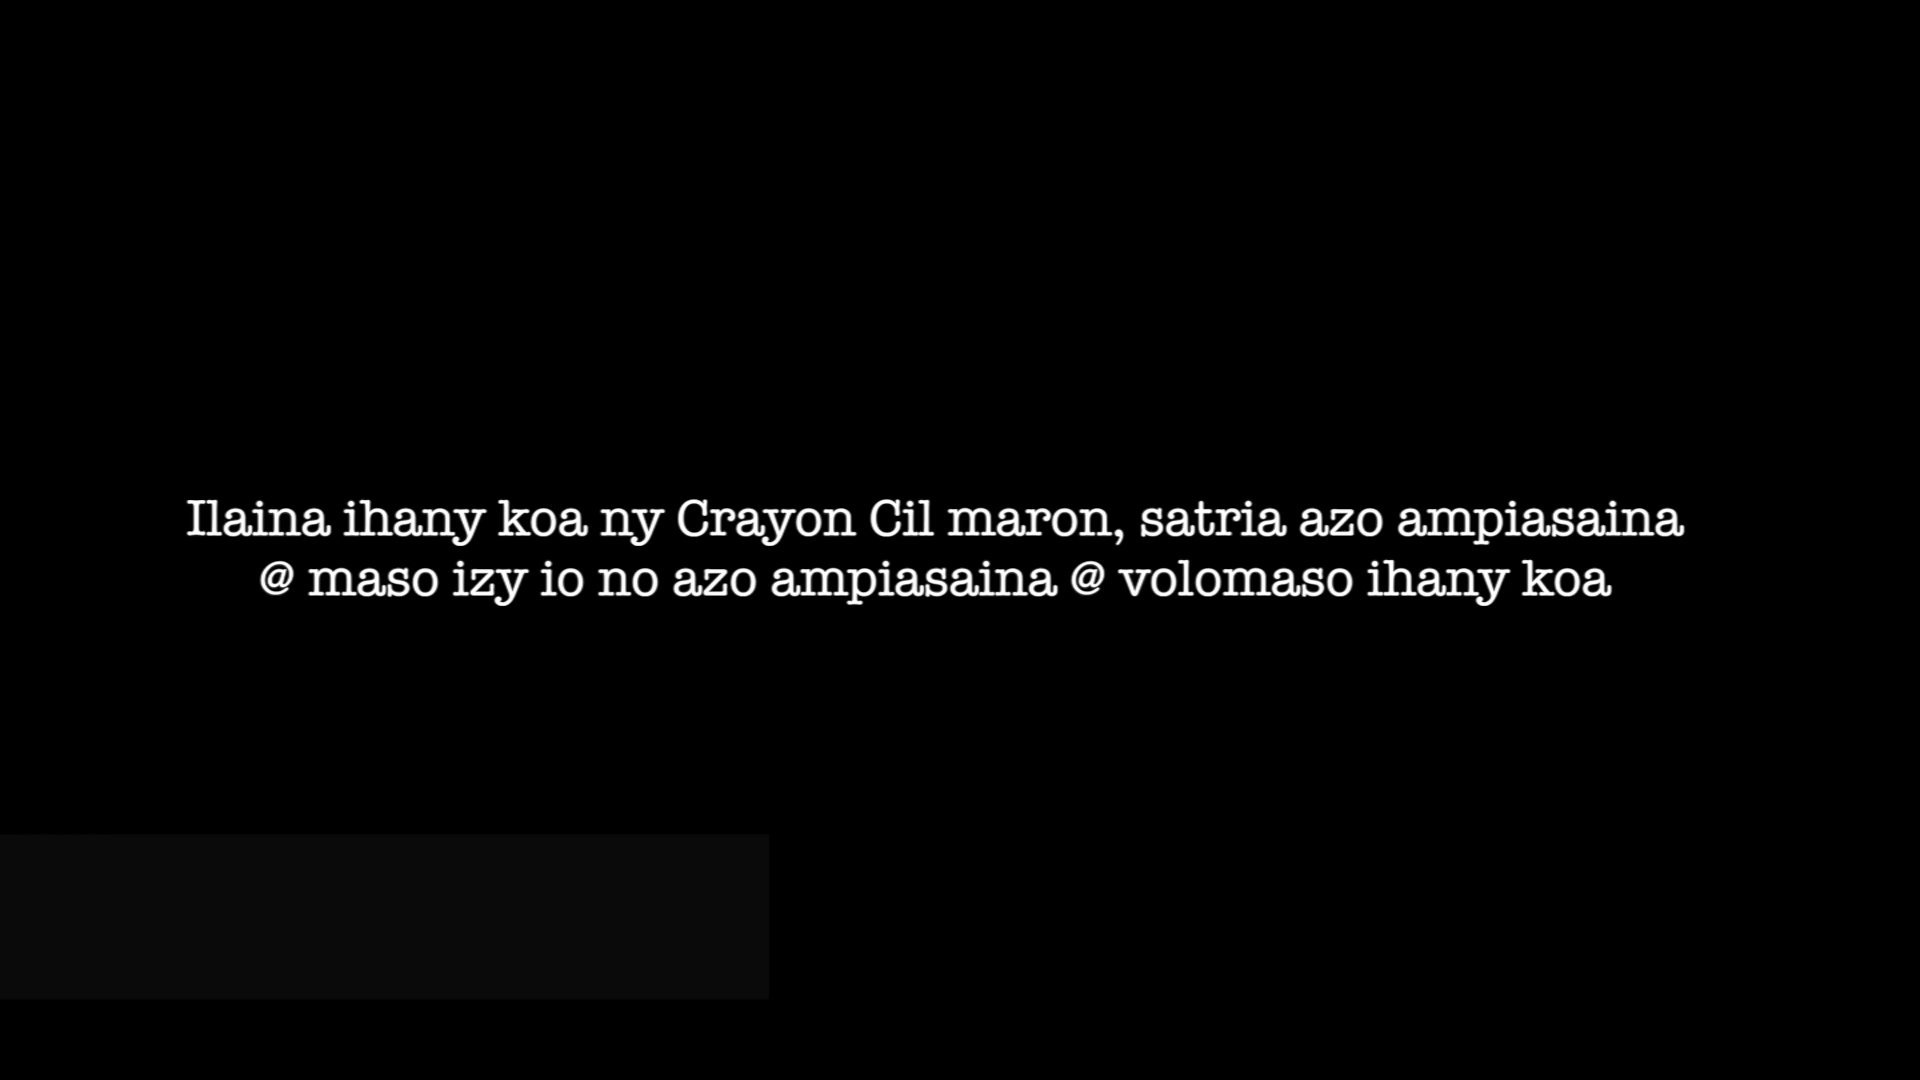 Ilaina ihany koa ny Crayon Cil maron, satria azo ampiasaina
@ maso izy io no azo ampiasaina @ volomaso ihany koa